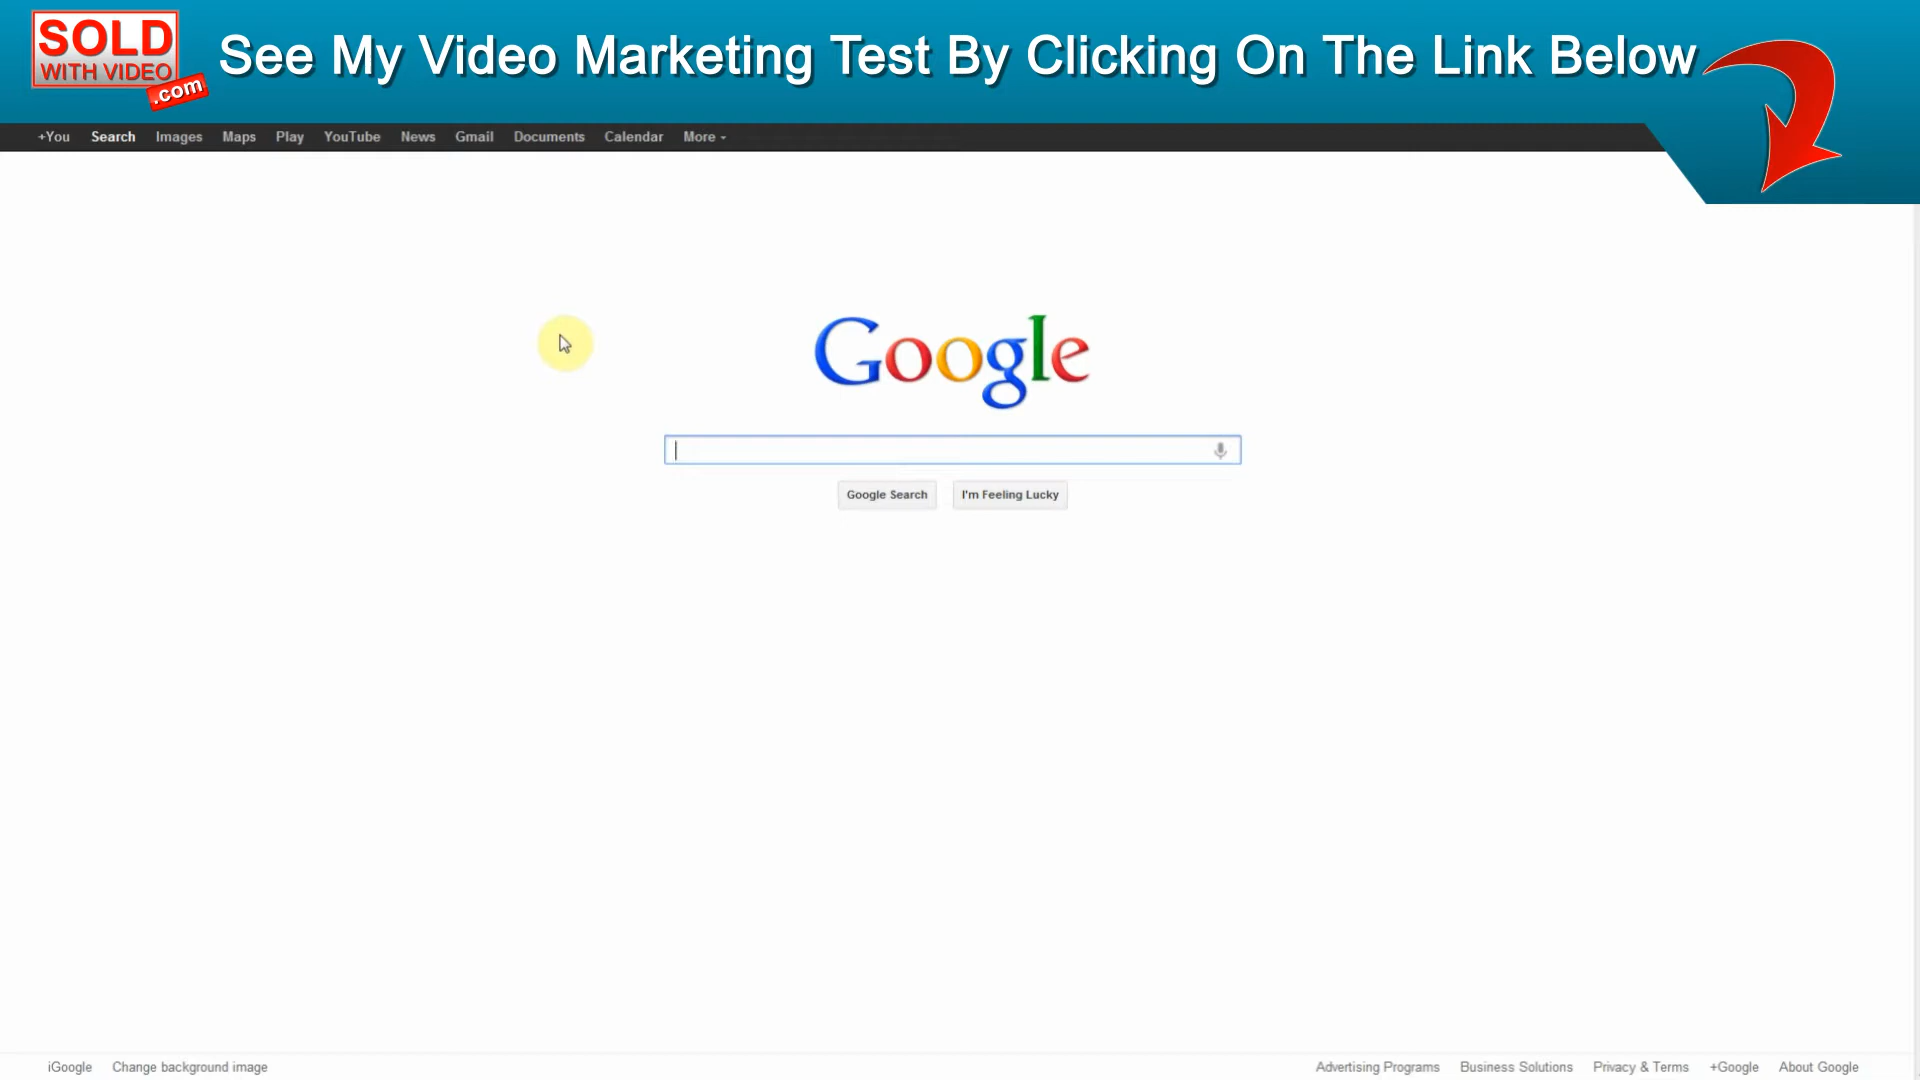 SOLD
WITH VIDEO
.com
See My Video Marketing Test By Clicking On The Link Below
+You Search Images Maps Play YouTube News Gmail Documents Calendar More
Google
Google Search I'm Feeling Lucky
iGoogle Change background image Advertising Programs Business Solutions Privacy & Terms +Google About Google